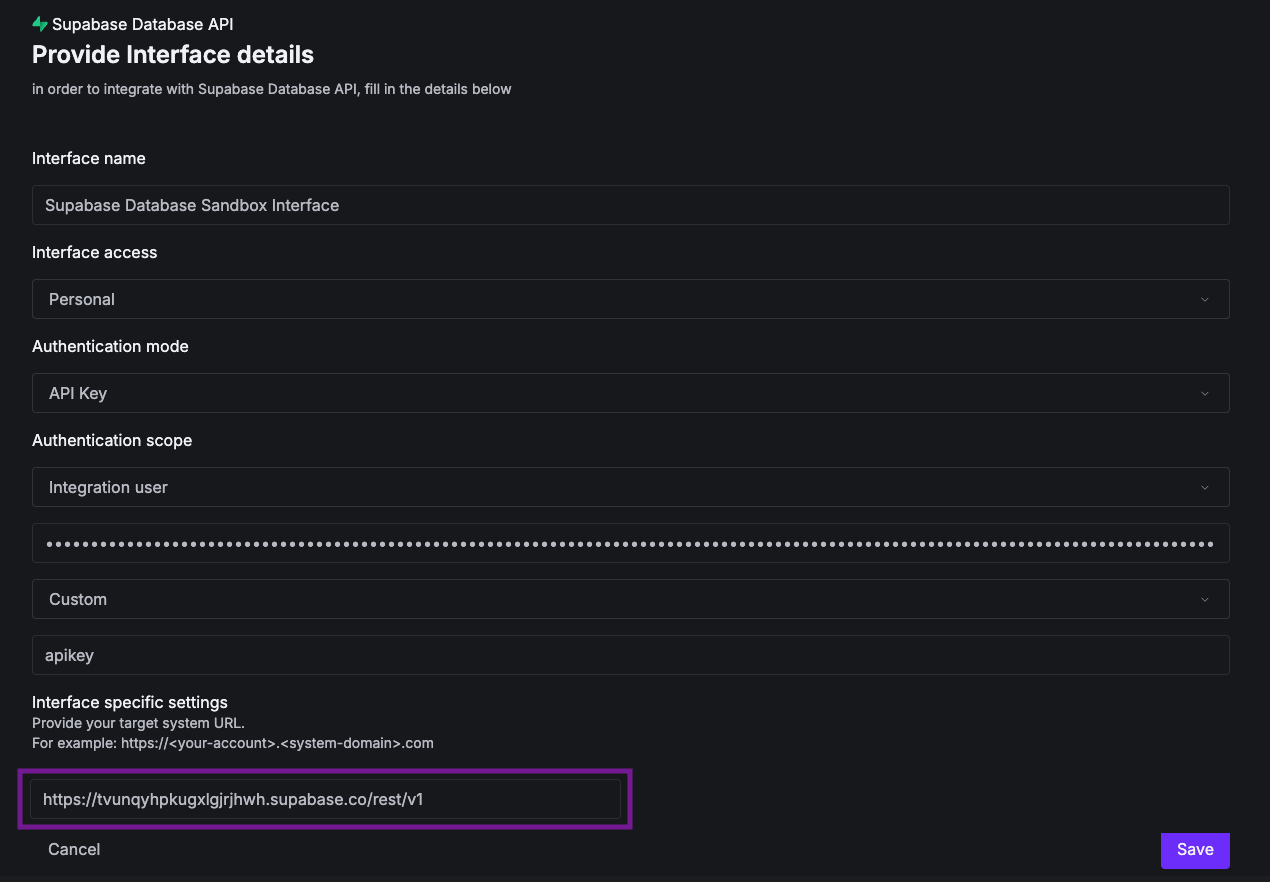 Supabase Database API
Provide Interface details
in order to integrate with Supabase Database API, fill in the details below
Interface name
Supabase Database Sandbox Interface
Interface access
Personal
Authentication mode
API Key
Authentication scope
Integration user
Custom
apikey
Interface specific settings
Provide your target system URL.
For example: https://<your-account>.<system-domain>.com
https://tvunqyhpkugxlgjrjhwh.supabase.co/rest/v1
Cancel
Save